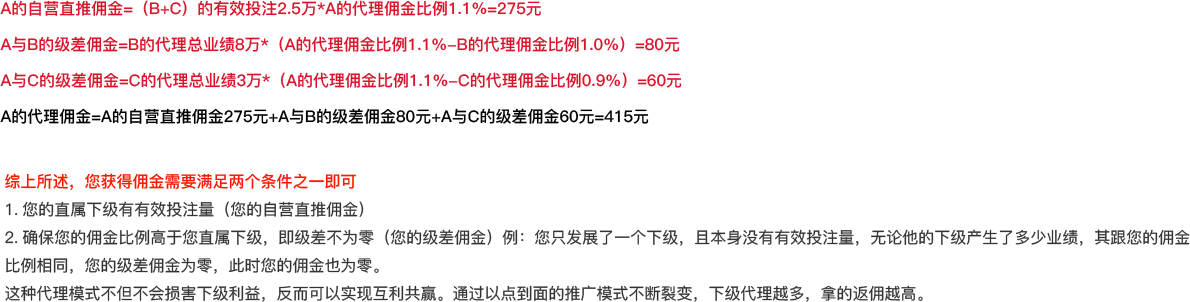 A的自营直推佣金=（B+C）的有效投注2.5万*A的代理佣金比例1.1%=275元
A与B的级差佣金=B的代理总业绩8万*（A的代理佣金比例1.1%-B的代理佣金比例1.0%）=80元
A与C的级差佣金=C的代理总业绩3万*（A的代理佣金比例1.1%-C的代理佣金比例0.9%）=60元
A的代理佣金=A的自营直推佣金275元+A与B的级差佣金80元+A与C的级差佣金60元=415元
综上所述，您获得佣金需要满足两个条件之一即可
1. 您的直属下级有有效投注量（您的自营直推佣金）
2. 确保您的佣金比例高于您直属下级，即级差不为零（您的级差佣金）例：您只发展了一个下级，且本身没有有效投注量，无论他的下级产生了多少业绩，其跟您的佣金
比例相同，您的级差佣金为零，此时您的佣金也为零。
这种代理模式不但不会损害下级利益，反而可以实现互利共赢。通过以点到面的推广模式不断裂变，下级代理越多，拿的返佣越高。